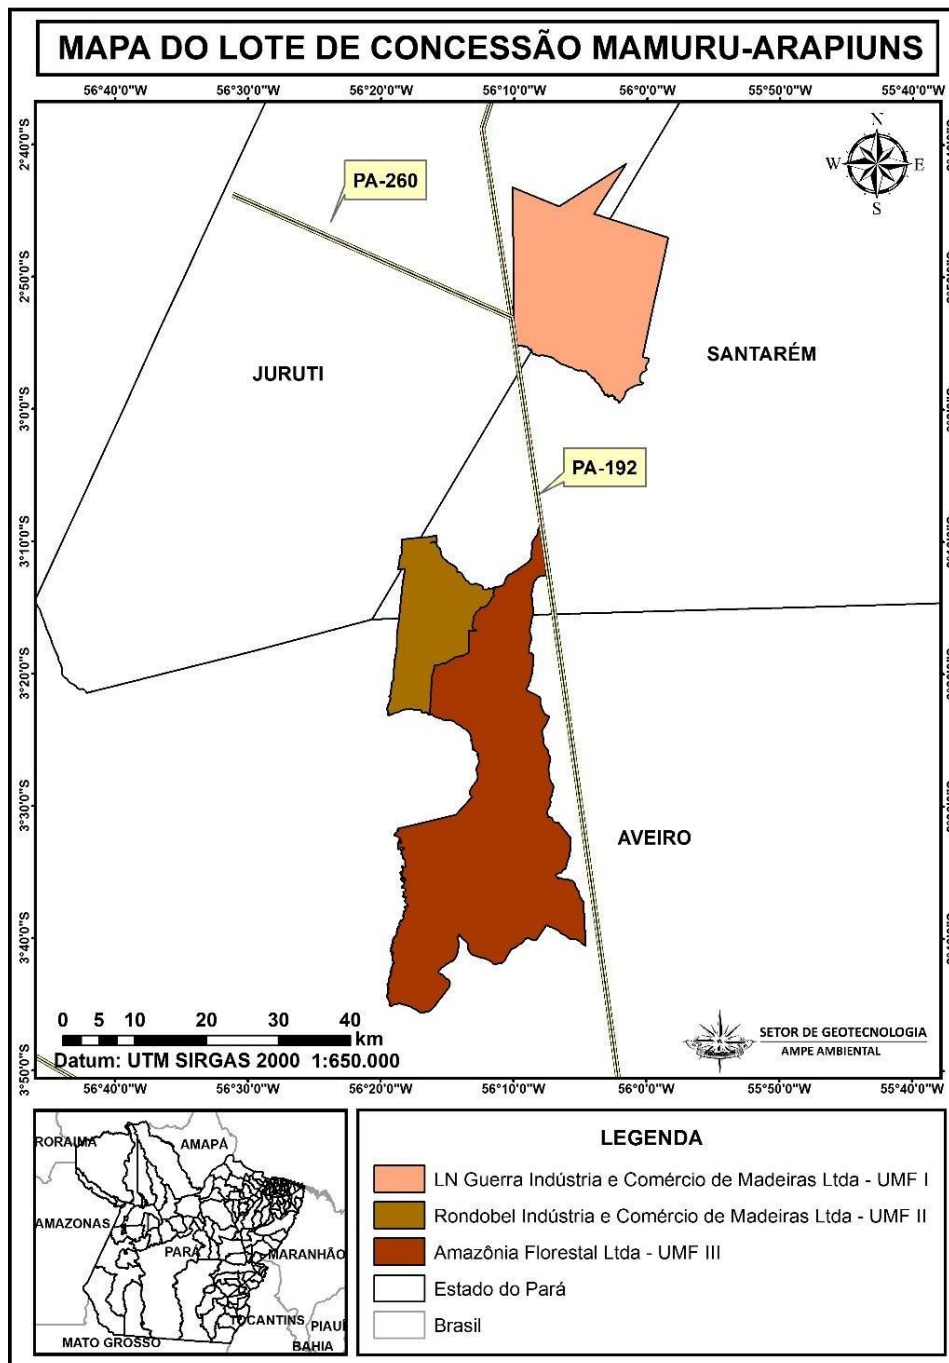 MAPA DO LOTE DE CONCESSÃO MAMURU-ARAPIUNS
56°40'0"W 56°30'0"W 56°20'0"W 56°10'0"W 56°0'0"W 55°50'0"W 55°40'0"W
2°40'0"S
N
W E
S
PA-260
2°50'0"S
SANTARÉM
JURUTI
3°0'0"S
PA-192
3°10'0"S
3°20'0"S
3°30'0"S
AVEIRO
3°40'0"S
0 5 10 20 30 40
km
SETOR DE GEOTECNOLOGIA
AMPE AMBIENTAL
Datum: UTM SIRGAS 2000 1:650.000
3°50'0"S
56°40'0"W 56°30'0"W 56°20'0"W 56°10'0"W 56°0'0"W 55°50'0"W 55°40'0"W
RORAIMA
AMAPÁ
AMAZONAS
PARÁ
MARANHÃO
TOCANTINS
PIAUÍ
MATO GROSSO
BAHIA
LEGENDA
LN Guerra Indústria e Comércio de Madeiras Ltda - UMF I
Rondobel Indústria e Comércio de Madeiras Ltda - UMF II
Amazônia Florestal Ltda - UMF III
Estado do Pará
Brasil